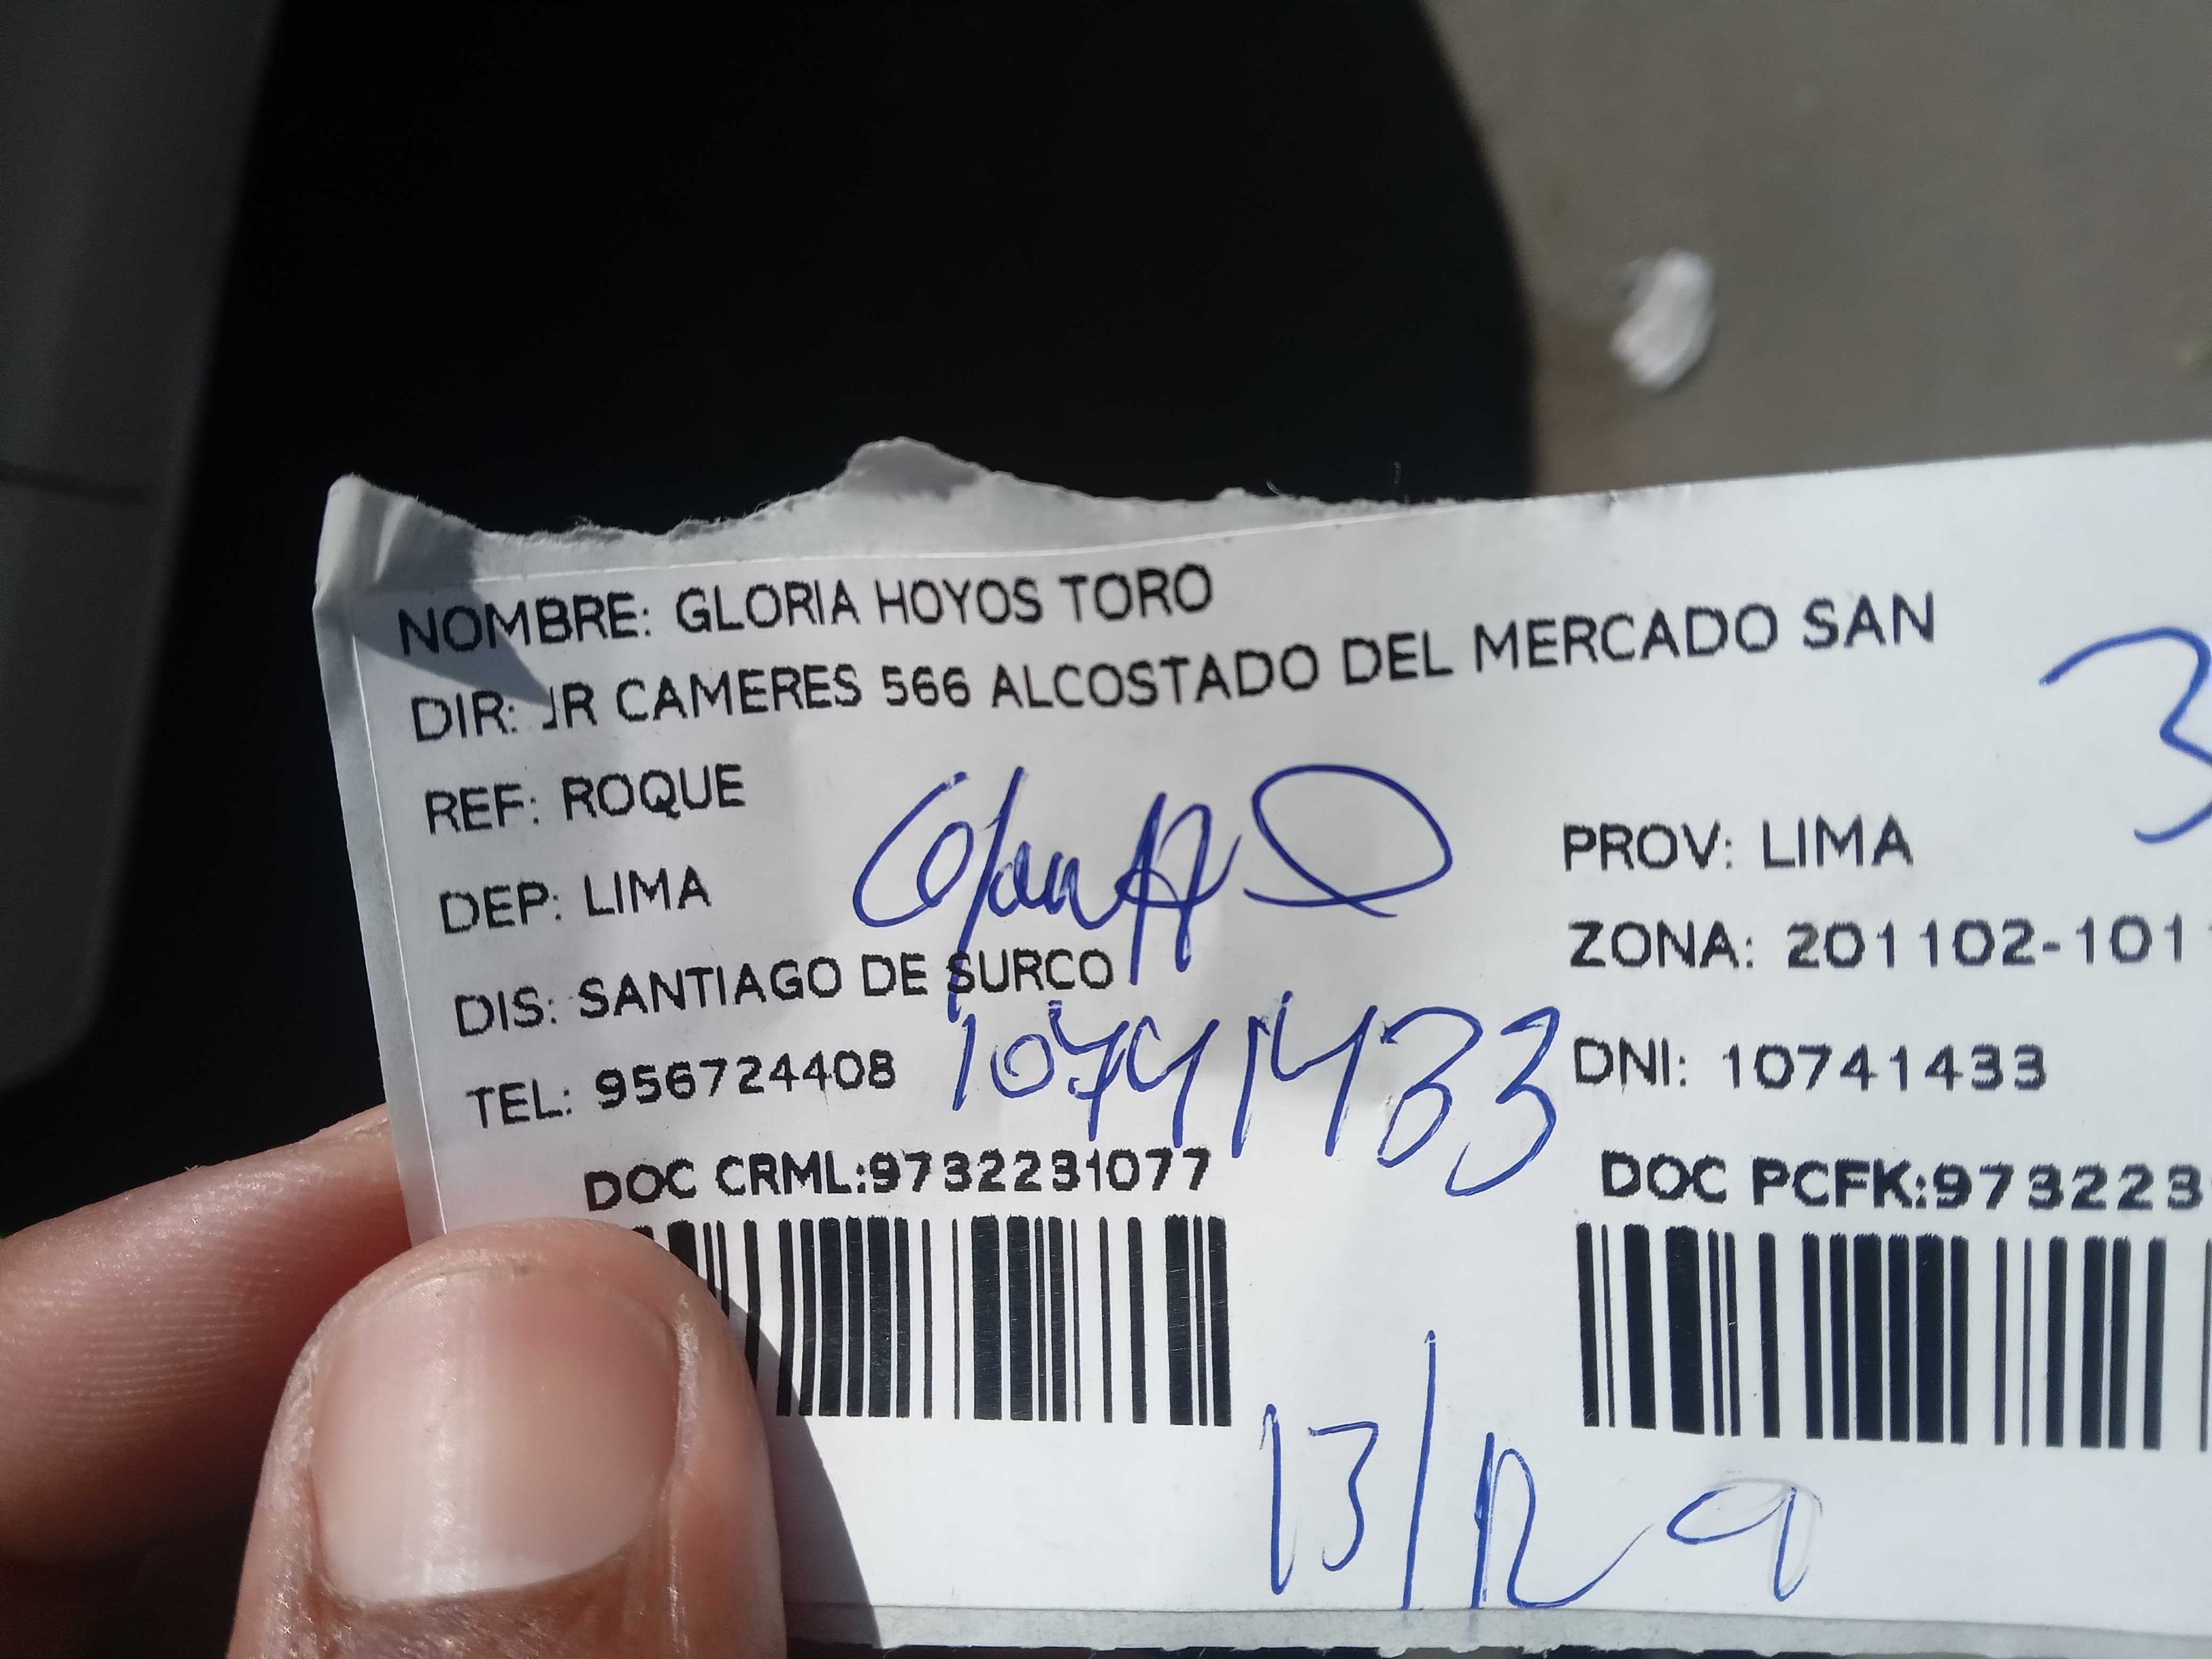 NOMBRE: GLORIA HOYOS TORO
DIR: JR CAMERES 566 ALCOSTADO DEL MERCADO SAN
3
REF: ROQUE
DEP: LIMA
PROV: LIMA
ZONA: 201102-101
DIS: SANTIAGO DE SURCO
TEL: 956724408
10741433
DNI: 10741433
DOC CRML:9732231077
DOC PCFK:973223
13/12